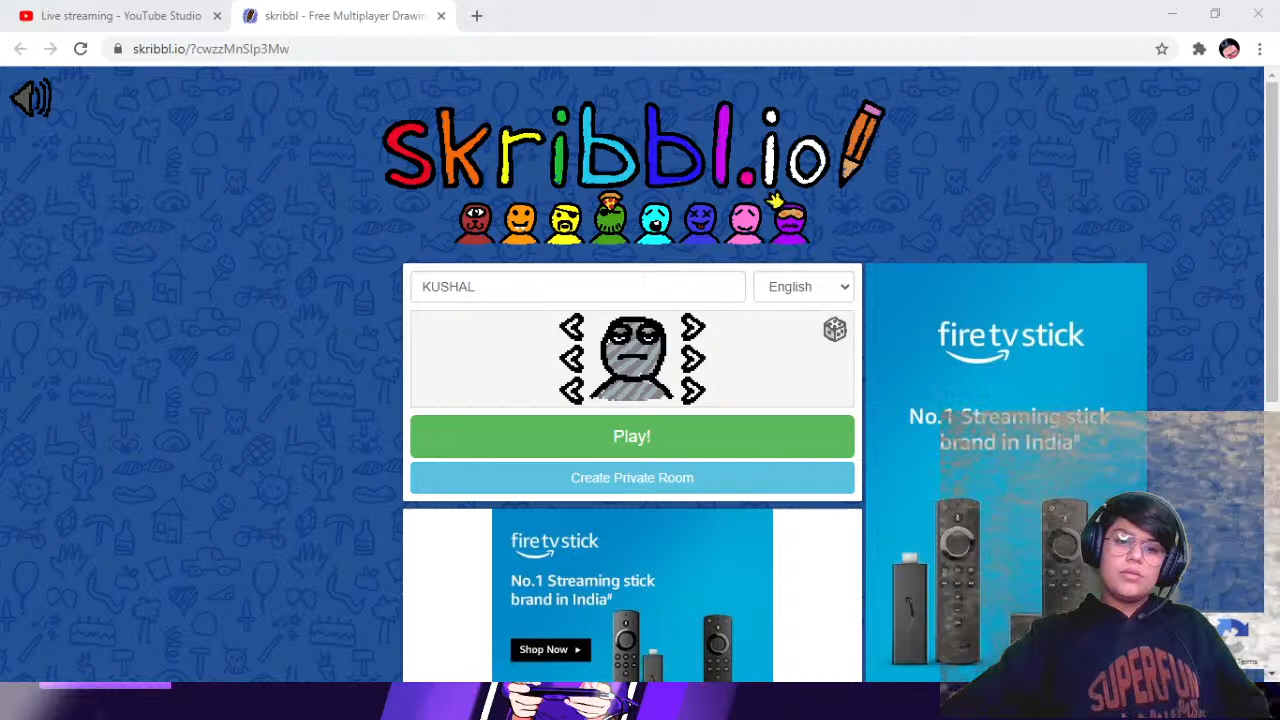 Live streaming - YouTube Studio
skribbl - Free Multiplayer Drawin
skribbl.io/?cwzzMnSlp3Mw
skribbl.io
KUSHAL
English
Play!
Create Private Room
fire tv stick
No.1 Streaming stick
brand in India#
fire tv stick
No.1 Streaming stick
brand in India#
Shop Now
Terms
SUPERFUN